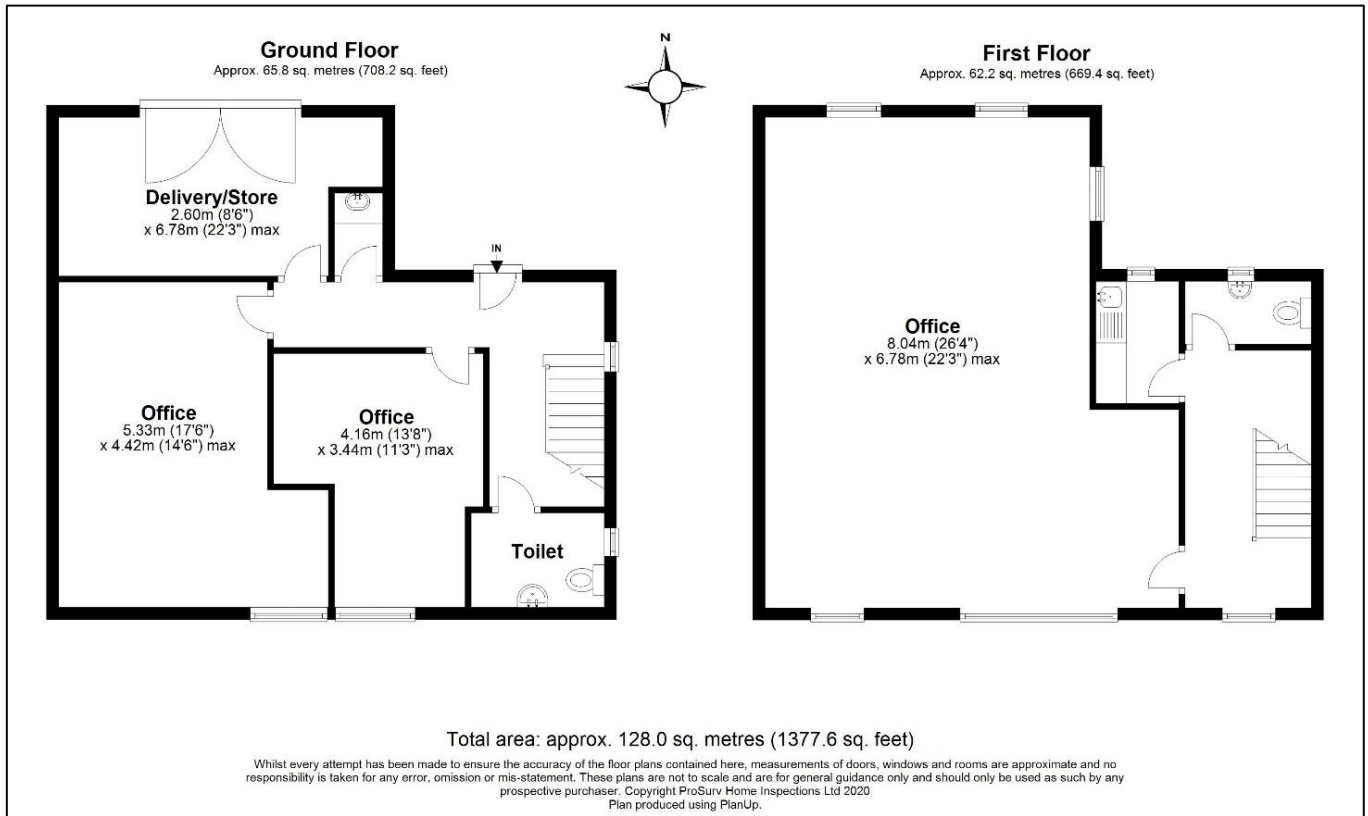 Ground Floor
Approx. 65.8 sq. metres (708.2 sq. feet)
N
First Floor
Approx. 62.2 sq. metres (669.4 sq. feet)
Delivery/Store
2.60m (8'6")
x 6.78m (22'3") max
IN
Office
5.33m (17'6")
x 4.42m (14'6") max
Office
4.16m (13'8")
x 3.44m (11'3") max
Toilet
Office
8.04m (26'4")
x 6.78m (22'3") max
Total area: approx. 128.0 sq. metres (1377.6 sq. feet)
Whilst every attempt has been made to ensure the accuracy of the floor plans contained here, measurements of doors, windows and rooms are approximate and no
responsibility is taken for any error, omission or mis-statement. These plans are not to scale and are for general guidance only and should only be used as such by any
prospective purchaser. Copyright ProSurv Home Inspections Ltd 2020
Plan produced using PlanUp.